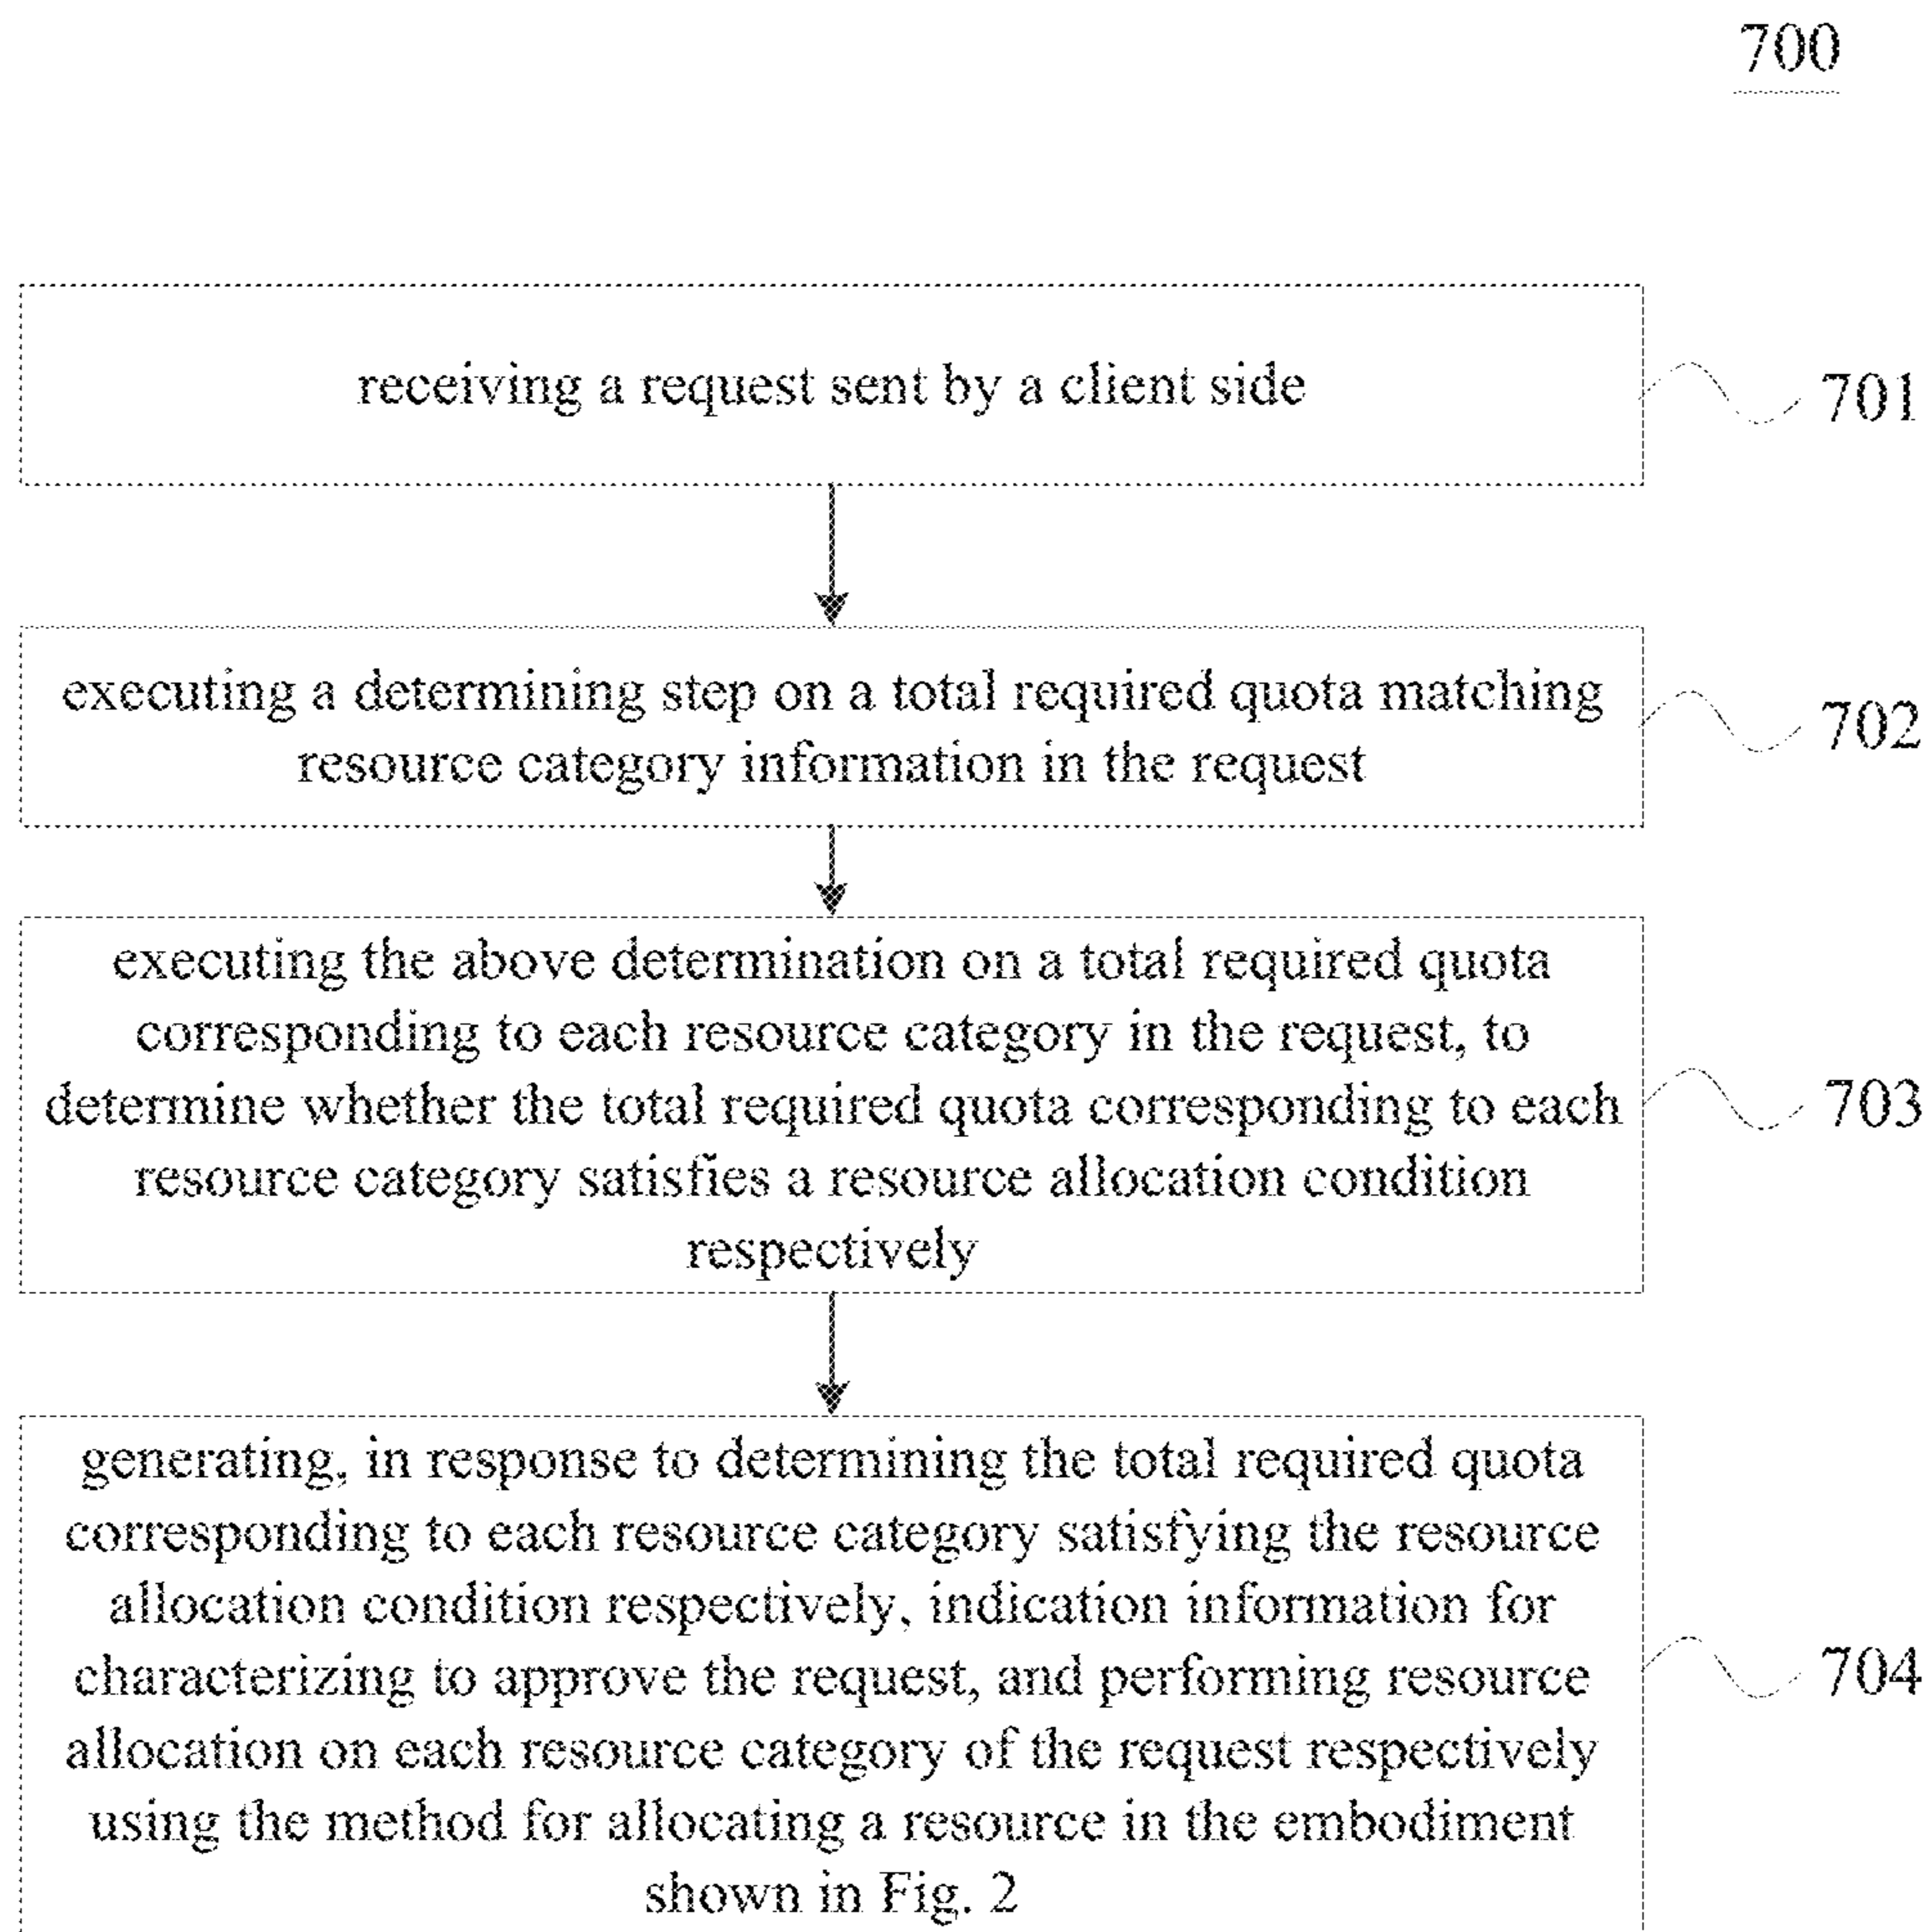 700
receiving a request sent by a client side
701
executing a determining step on a total required quota matching
resource category information in the request
702
executing the above determination on a total required quota
corresponding to each resource category in the request, to
determine whether the total required quota corresponding to each
resource category satisfies a resource allocation condition
respectively
703
generating, in response to determining the total required quota
corresponding to each resource category satisfying the resource
allocation condition respectively, indication information for
characterizing to approve the request, and performing resource
allocation on each resource category of the request respectively
using the method for allocating a resource in the embodiment
shown in Fig. 2
704